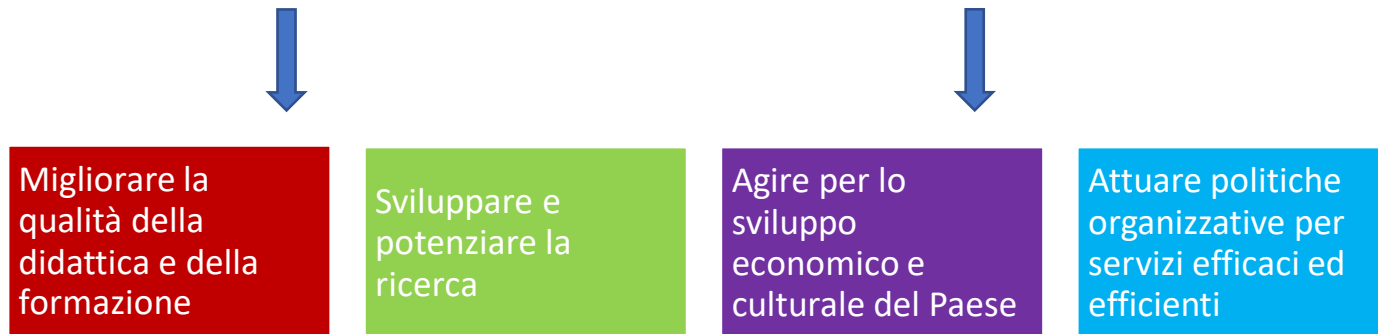 Migliorare la
qualità della
didattica e della
formazione
Sviluppare e
potenziare la
ricerca
Agire per lo
sviluppo
economico e
culturale del Paese
Attuare politiche
organizzative per
servizi efficaci ed
efficienti